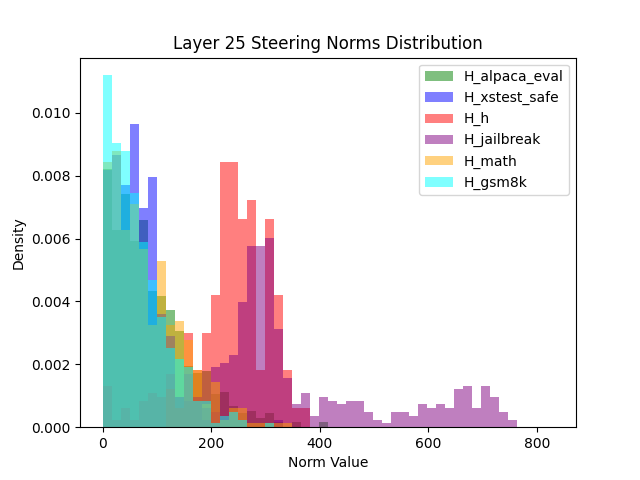 Layer 25 Steering Norms Distribution
H_alpaca_eval
H_xstest_safe
H_h
H_jailbreak
H_math
H_gsm8k
Density
0.010
0.008
0.006
0.004
0.002
0.000
0
200
400
600
800
Norm Value